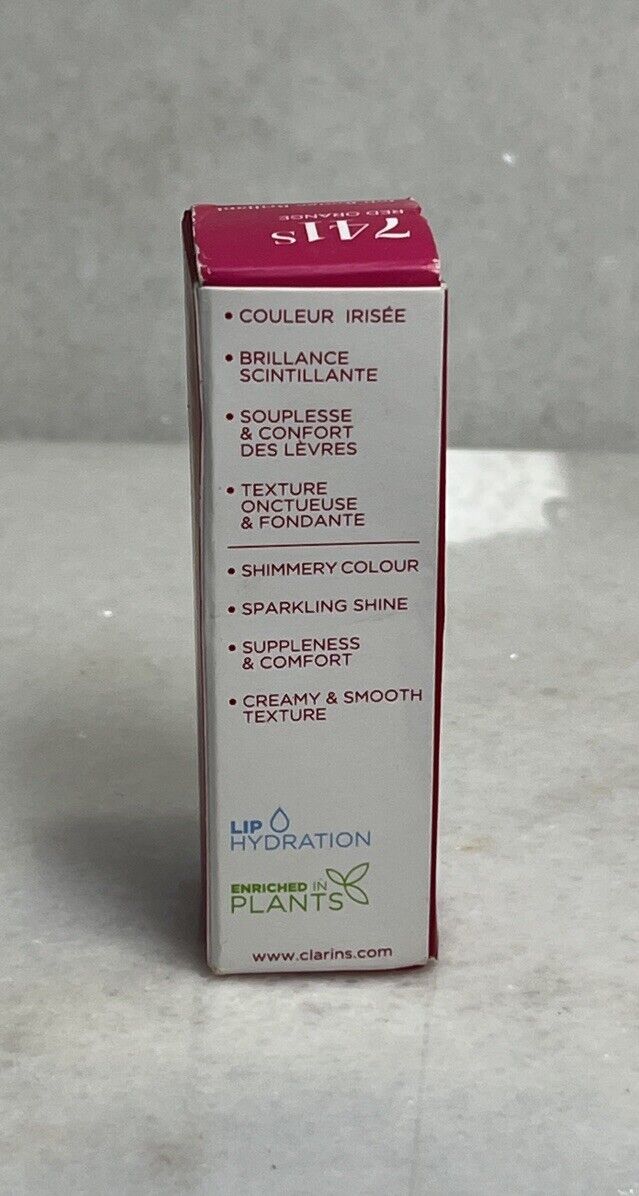 741S
RED ORANGE
• COULEUR IRISÉE
• BRILLANCE
SCINTILLANTE
• SOUPLESSE
& CONFORT
DES LÈVRES
• TEXTURE
ONCTUEUSE
& FONDANTE
• SHIMMERY COLOUR
• SPARKLING SHINE
• SUPPLENESS
& COMFORT
• CREAMY & SMOOTH
TEXTURE
LIP
HYDRATION
ENRICHED IN
PLANTS
www.clarins.com